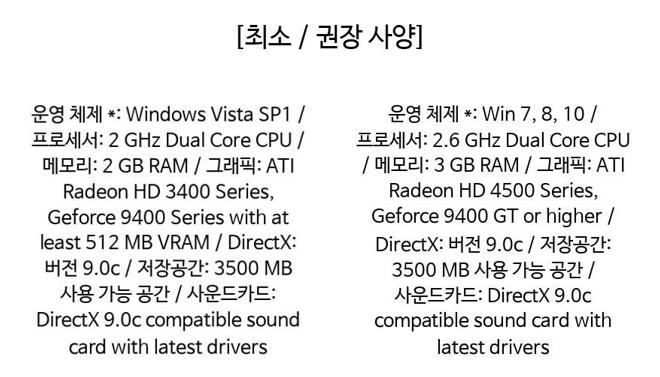 [최소 / 권장 사양]
운영 체제 *: Windows Vista SP1 /
프로세서: 2 GHz Dual Core CPU /
메모리: 2 GB RAM / 그래픽: ATI
Radeon HD 3400 Series,
Geforce 9400 Series with at
least 512 MB VRAM / DirectX:
버전 9.0c / 저장공간: 3500 MB
사용 가능 공간 / 사운드카드:
DirectX 9.0c compatible sound
card with latest drivers
운영 체제 *: Win 7, 8, 10 /
프로세서: 2.6 GHz Dual Core CPU
/ 메모리: 3 GB RAM / 그래픽: ATI
Radeon HD 4500 Series,
Geforce 9400 GT or higher /
DirectX: 버전 9.0c / 저장공간:
3500 MB 사용 가능 공간 /
사운드카드: DirectX 9.0c
compatible sound card with
latest drivers